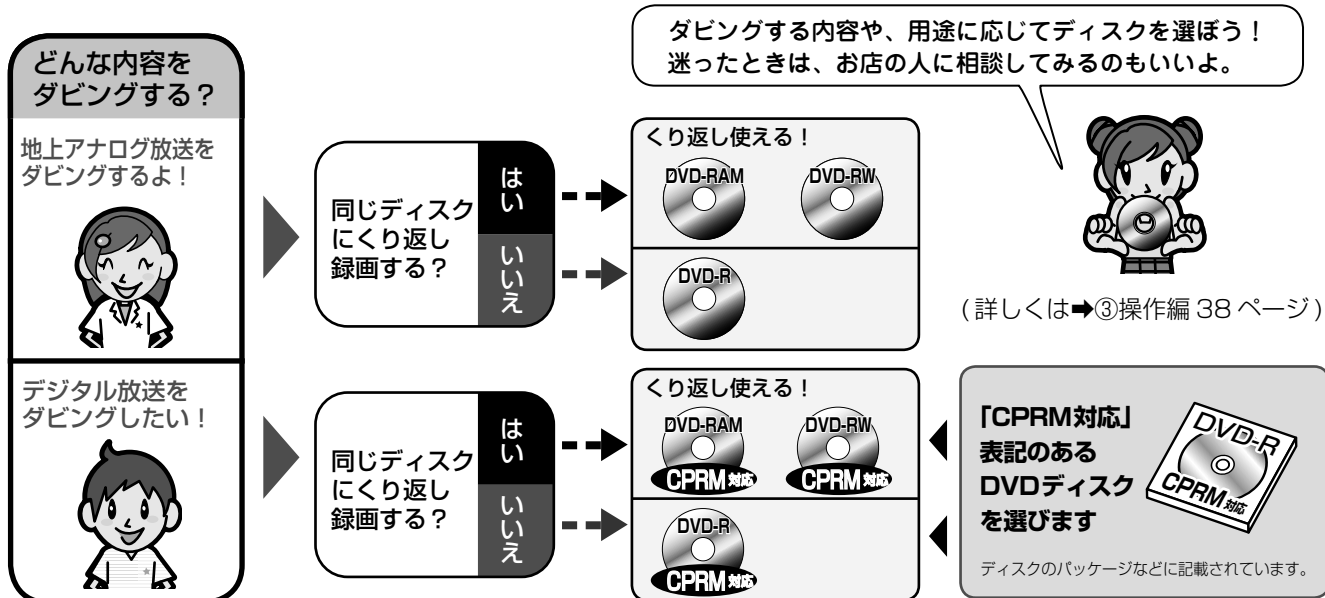 どんな内容を
ダビングする？
地上アナログ放送を
ダビングするよ！
同じディスク
にくり返し
録画する？
はい
いいえ
くり返し使える！
DVD-RAM
DVD-RW
DVD-R
ダビングする内容や、用途に応じてディスクを選ぼう！
迷ったときは、お店の人に相談してみるのもいいよ。
(詳しくは➡③操作編 38 ページ)
デジタル放送を
ダビングしたい！
同じディスク
にくり返し
録画する？
はい
いいえ
くり返し使える！
DVD-RAM
CPRM対応
DVD-RW
CPRM対応
DVD-R
CPRM対応
「CPRM対応」
表記のある
DVDディスク
を選びます
DVD-R
CPRM対応
ディスクのパッケージなどに記載されています。